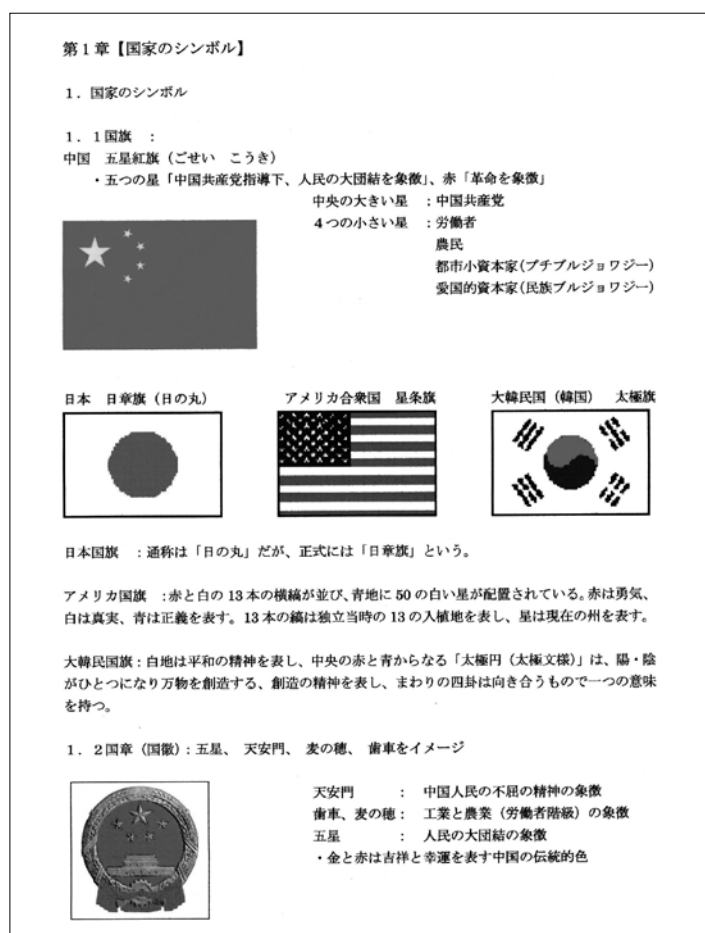 第1章【国家のシンボル】
1．国家のシンボル
1．1国旗　：
中国　五星紅旗（ごせい　こうき）
・五つの星「中国共産党指導下、人民の大団結を象徴」、赤「革命を象徴」
中央の大きい星　：中国共産党
4つの小さい星　：労働者
農民
都市小資本家（プチブルジョワジー）
愛国的資本家（民族ブルジョワジー）
日本　日章旗（日の丸）　アメリカ合衆国　星条旗　大韓民国（韓国）　太極旗
日本国旗　：通称は「日の丸」だが、正式には「日章旗」という。
アメリカ国旗　：赤と白の13本の横縞が並び、青地に50の白い星が配置されている。赤は勇気、
白は真実、青は正義を表す。13本の縞は独立当時の13の入植地を表し、星は現在の州を表す。
大韓民国旗：白地は平和の精神を表し、中央の赤と青からなる「太極円（太極文様）」は、陽・陰
がひとつになり万物を創造する、創造の精神を表し、まわりの四卦は向き合うもので一つの意味
を持つ。
1．2国章（国徽）：五星、天安門、麦の穂、歯車をイメージ
天安門　：　中国人民の不屈の精神の象徴
歯車、麦の穂：　工業と農業（労働者階級）の象徴
五星　：　人民の大団結の象徴
・金と赤は吉祥と幸運を表す中国の伝統的色